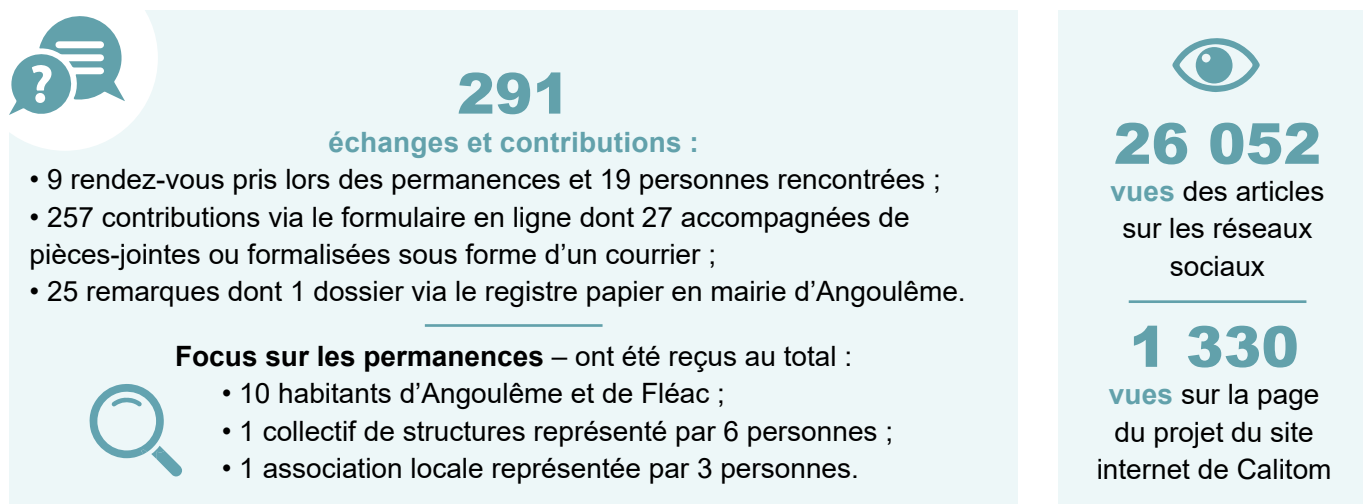 ?
291
échanges et contributions :
• 9 rendez-vous pris lors des permanences et 19 personnes rencontrées ;
• 257 contributions via le formulaire en ligne dont 27 accompagnées de
pièces-jointes ou formalisées sous forme d’un courrier ;
• 25 remarques dont 1 dossier via le registre papier en mairie d’Angoulême.
Focus sur les permanences – ont été reçus au total :
• 10 habitants d’Angoulême et de Fléac ;
• 1 collectif de structures représenté par 6 personnes ;
• 1 association locale représentée par 3 personnes.
26 052
vues des articles
sur les réseaux
sociaux
1 330
vues sur la page
du projet du site
internet de Calitom